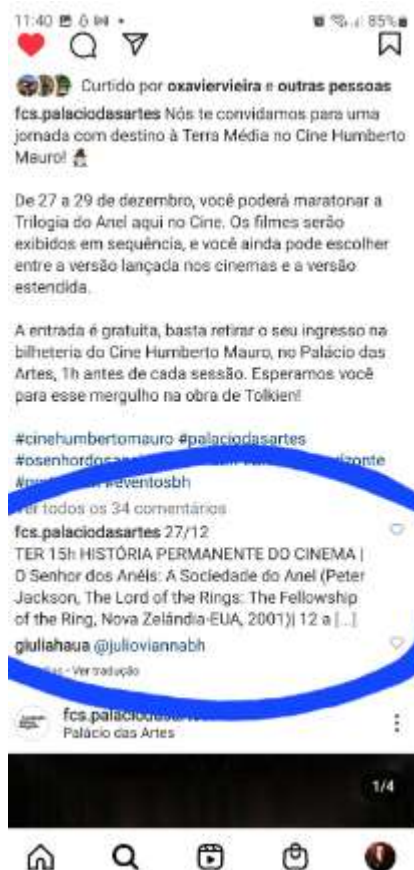 11:40
85%
Curtido por oxaviervieira e outras pessoas
fcs.palaciodasartes Nós te convidamos para uma
jornada com destino à Terra Média no Cine Humberto
Mauro!
De 27 a 29 de dezembro, você poderá maratonar a
Trilogia do Anel aqui no Cine. Os filmes serão
exibidos em sequência, e você ainda pode escolher
entre a versão lançada nos cinemas e a versão
estendida.
A entrada é gratuita, basta retirar o seu ingresso na
bilheteria do Cine Humberto Mauro, no Palácio das
Artes, 1h antes de cada sessão. Esperamos você
para esse mergulho na obra de Tolkien!
#cinehumbertomauro #palaciodasartes
#eventosbh
Ver todos os 34 comentários
fcs.palaciodasartes 27/12
TER 15h HISTÓRIA PERMANENTE DO CINEMA |
O Senhor dos Anéis: A Sociedade do Anel (Peter
Jackson, The Lord of the Rings: The Fellowship
of the Ring, Nova Zelândia-EUA, 2001)| 12 a [...]
giuliahaua @julioviannabh
Ver tradução
Palácio das Artes
1/4